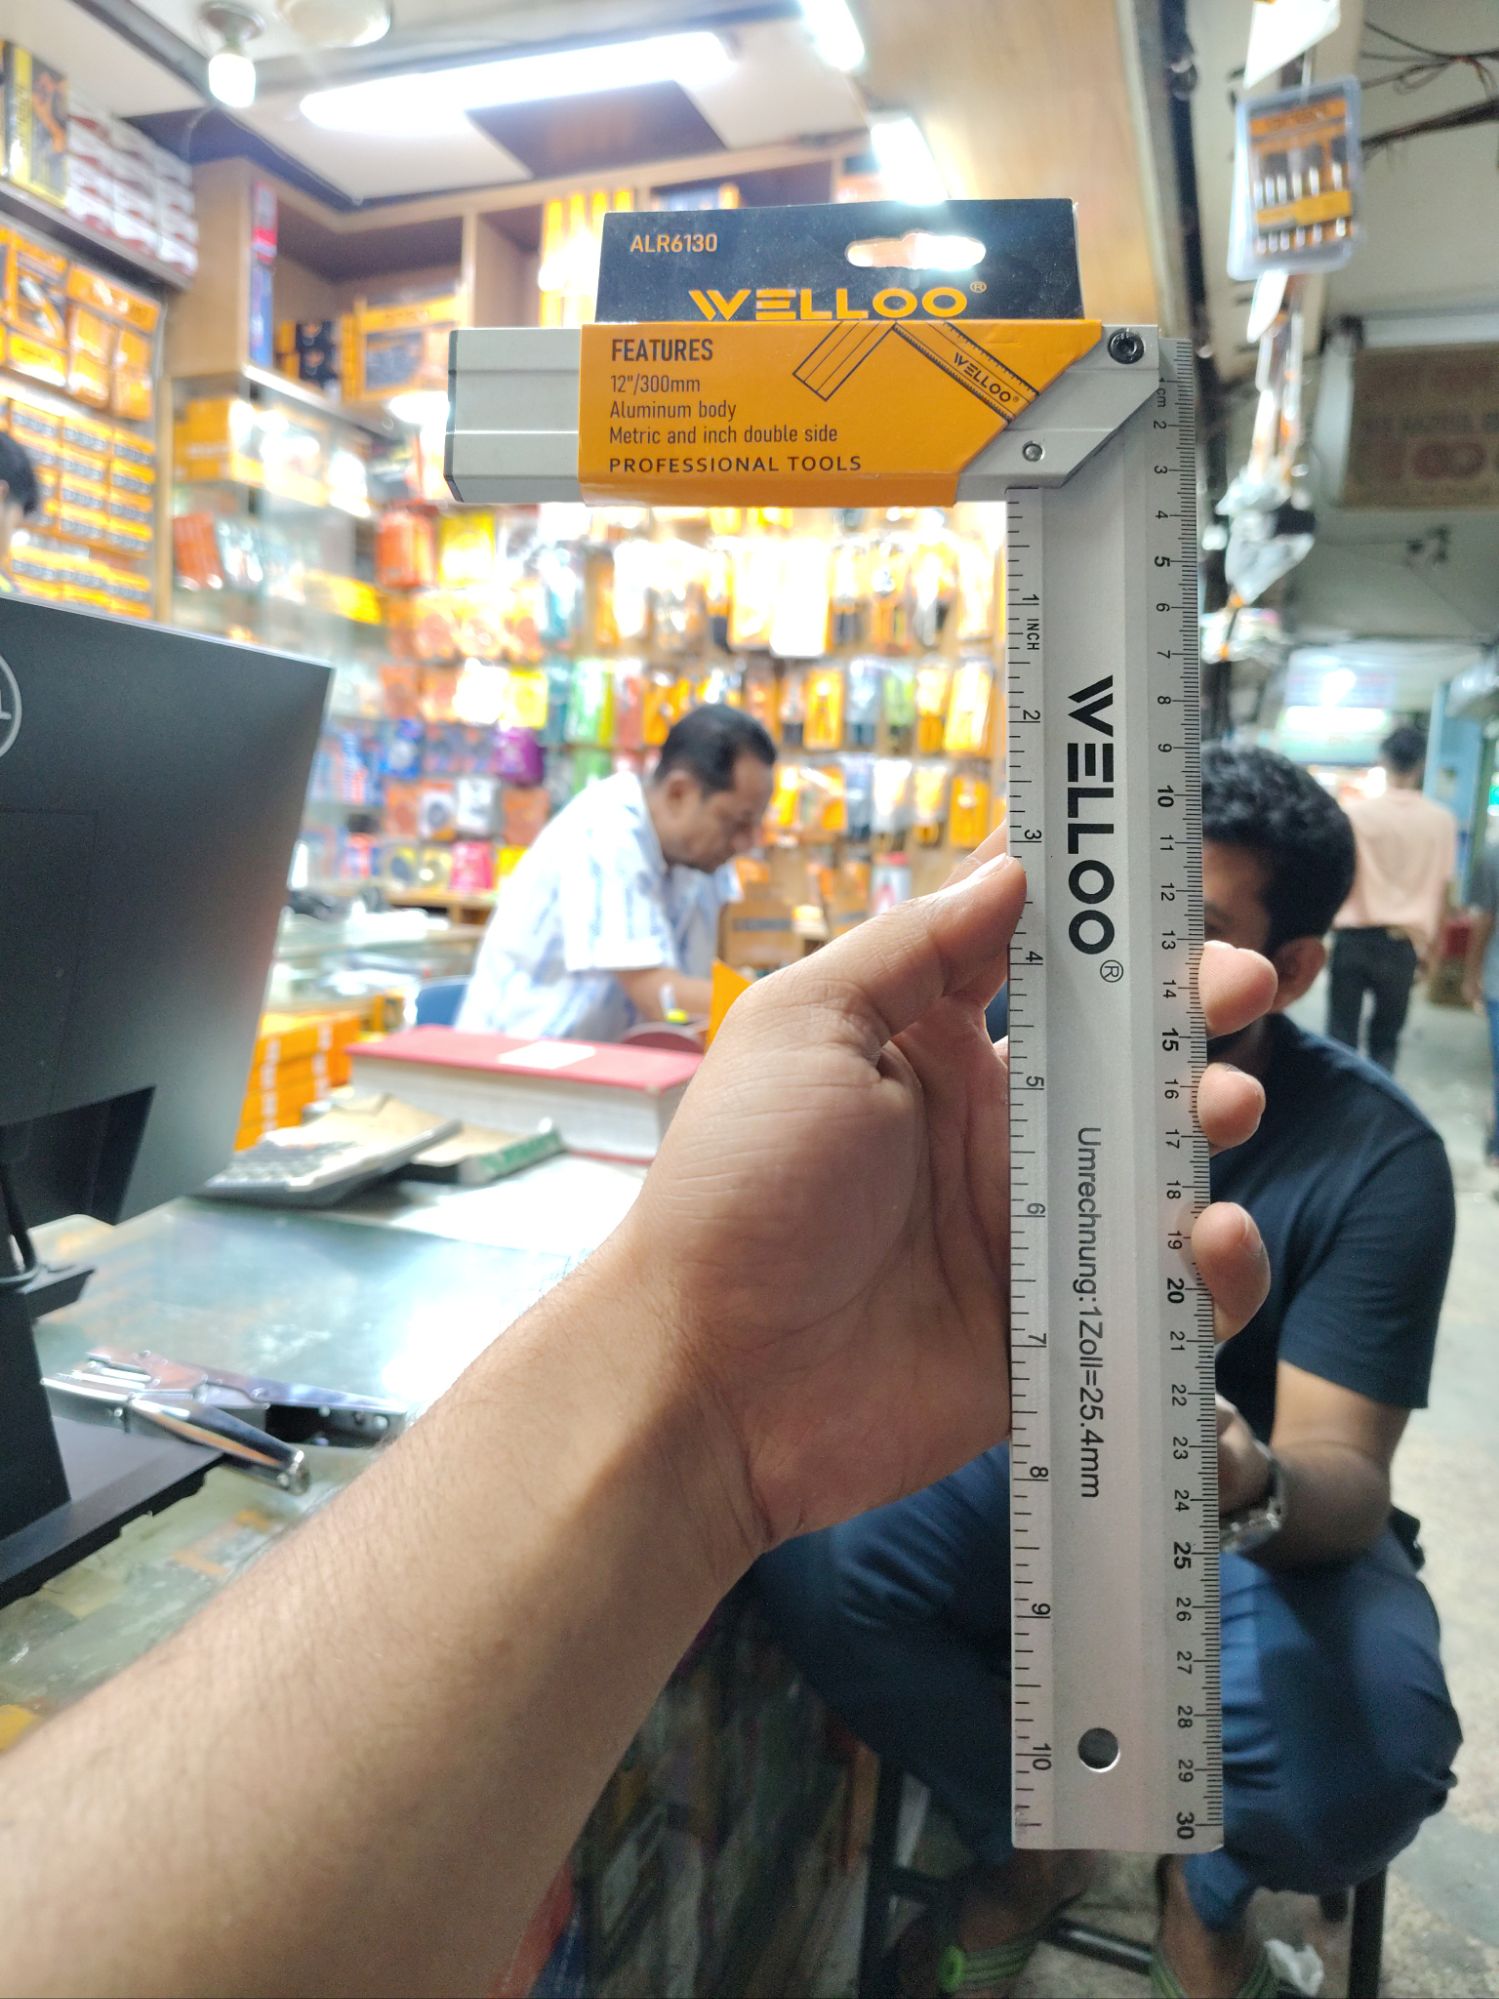 ALR6130
WELLOO®
FEATURES
12"/300mm
Aluminum body
Metric and inch double side
PROFESSIONAL TOOLS
WELLOO®
cm 2 3 4 5 6 7 8 9 10 11 12 13 14 15 16 17 18 19 20 21 22 23 24 25 26 27 28 29 30
1 INCH 2 3 4 5 6 7 8 9 10
WELLOO®
Umrechnung:1Zoll=25.4mm